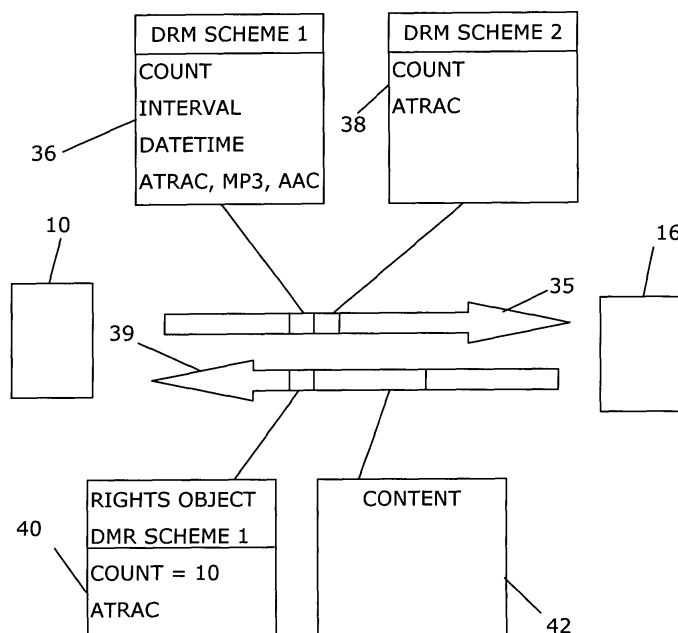 DRM SCHEME 1
COUNT
INTERVAL
DATETIME
ATRAC, MP3, AAC
36
DRM SCHEME 2
COUNT
ATRAC
38
10
16
35
39
RIGHTS OBJECT
DMR SCHEME 1
COUNT = 10
ATRAC
40
CONTENT
42